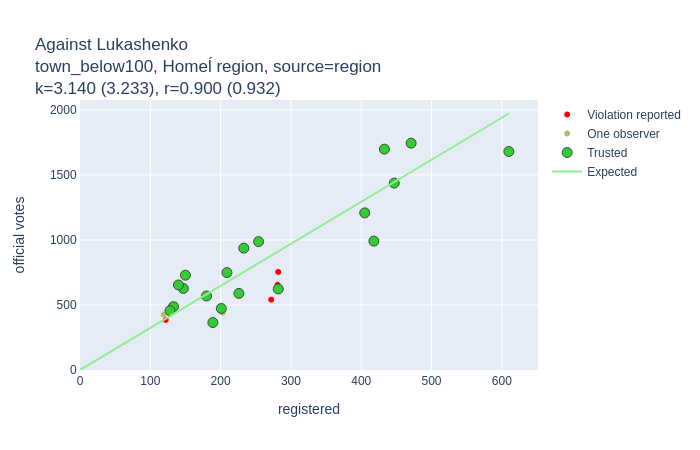 Against Lukashenko
town_below100, Homeĺ region, source=region
k=3.140 (3.233), r=0.900 (0.932)
2000
1500
1000
500
0
official votes
0 100 200 300 400 500 600
registered
Violation reported
One observer
Trusted
Expected